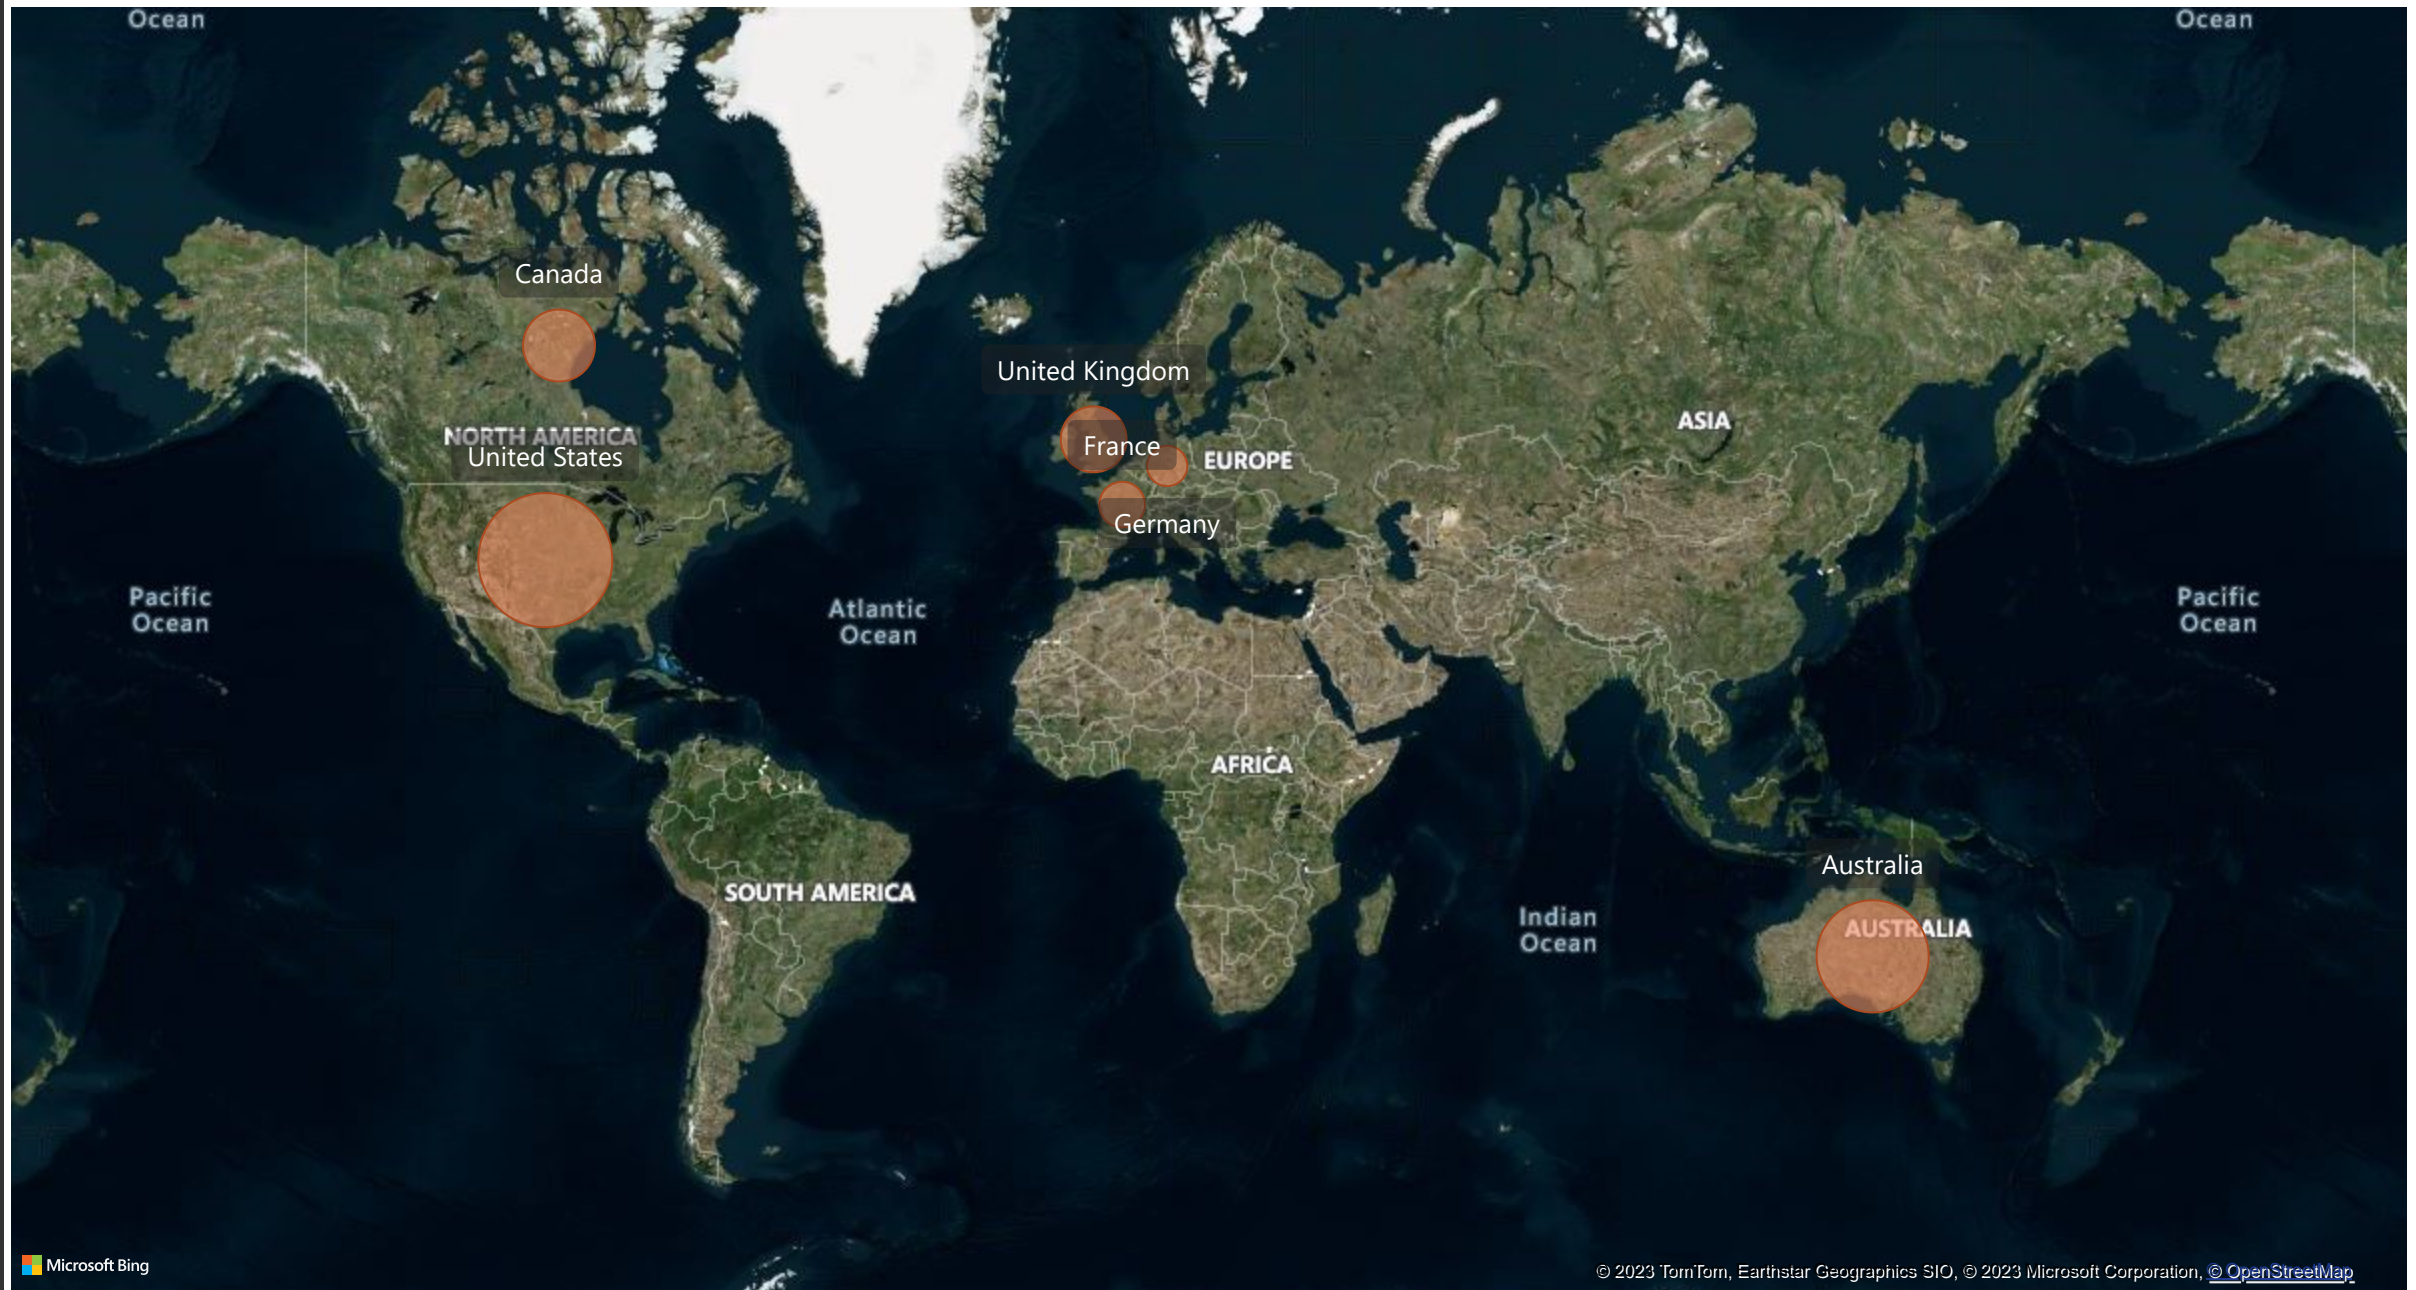 Ocean
Ocean
Canada
United Kingdom
NORTH AMERICA
United States
France
EUROPE
ASIA
Germany
Pacific
Ocean
Atlantic
Ocean
Pacific
Ocean
AFRICA
SOUTH AMERICA
Indian
Ocean
Australia
AUSTRALIA
Microsoft Bing
© 2023 TomTom, Earthstar Geographics SIO, © 2023 Microsoft Corporation, © OpenStreetMap